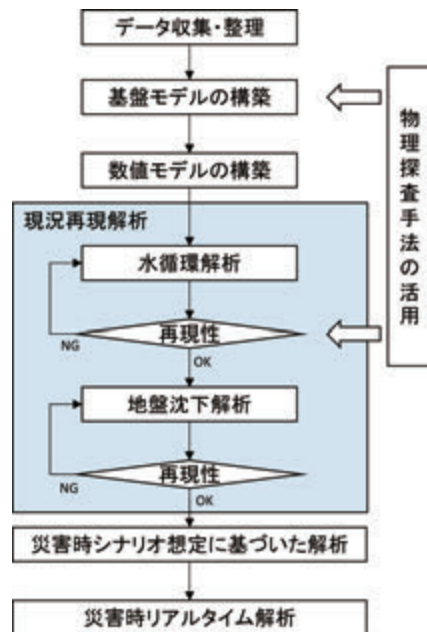 データ収集・整理
基盤モデルの構築
数値モデルの構築
現況再現解析
水循環解析
再現性
NG
OK
地盤沈下解析
再現性
NG
OK
災害時シナリオ想定に基づいた解析
災害時リアルタイム解析
物理探査手法の活用